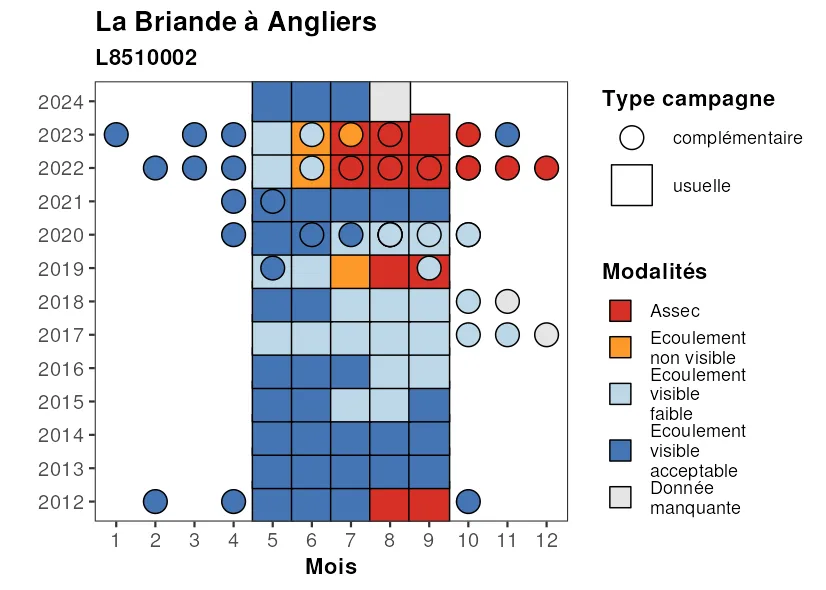 La Briande à Angliers
L8510002
2024
2023
2022
2021
2020
2019
2018
2017
2016
2015
2014
2013
2012
1 2 3 4 5 6 7 8 9 10 11 12
Mois
Type campagne
complémentaire
usuelle
Modalités
Assec
Ecoulement
non visible
Ecoulement
visible
faible
Ecoulement
visible
acceptable
Donnée
manquante